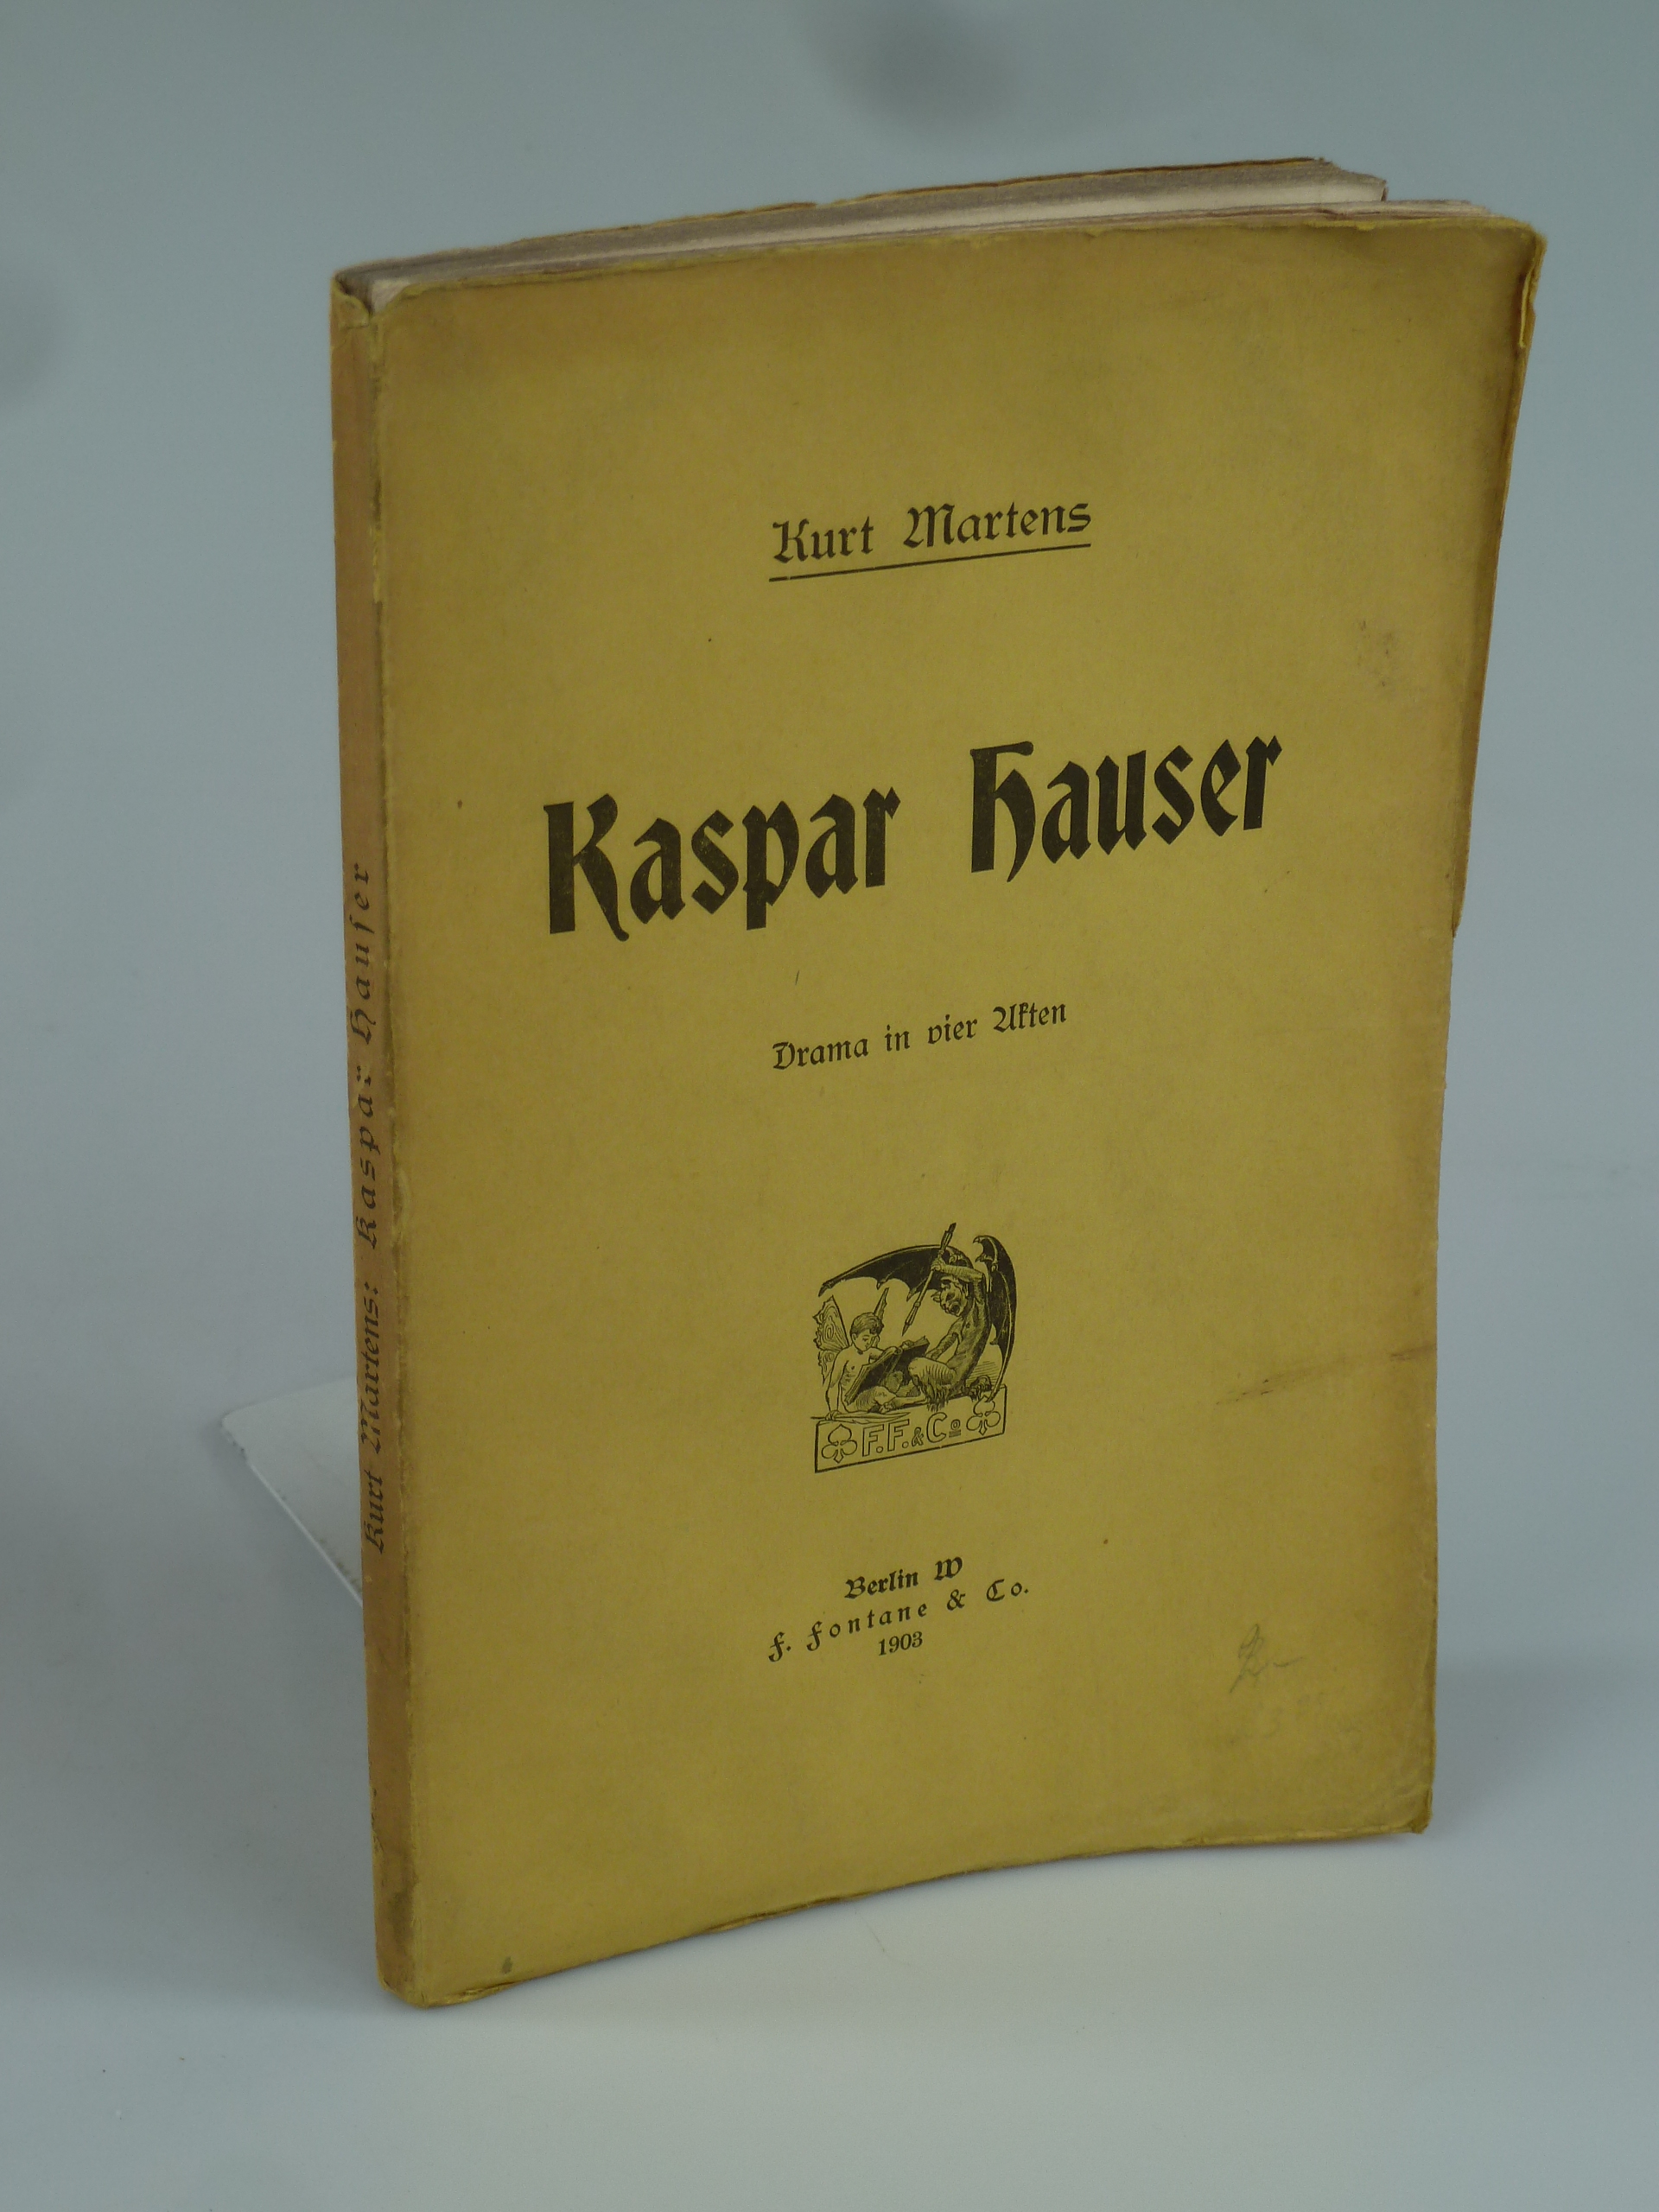 Kurt Martens
Kaspar Hauser
Drama in vier Akten
F. F. & Co
Berlin W
F. Fontane & Co.
1903
Kurt Martens: Kaspar Hauſer